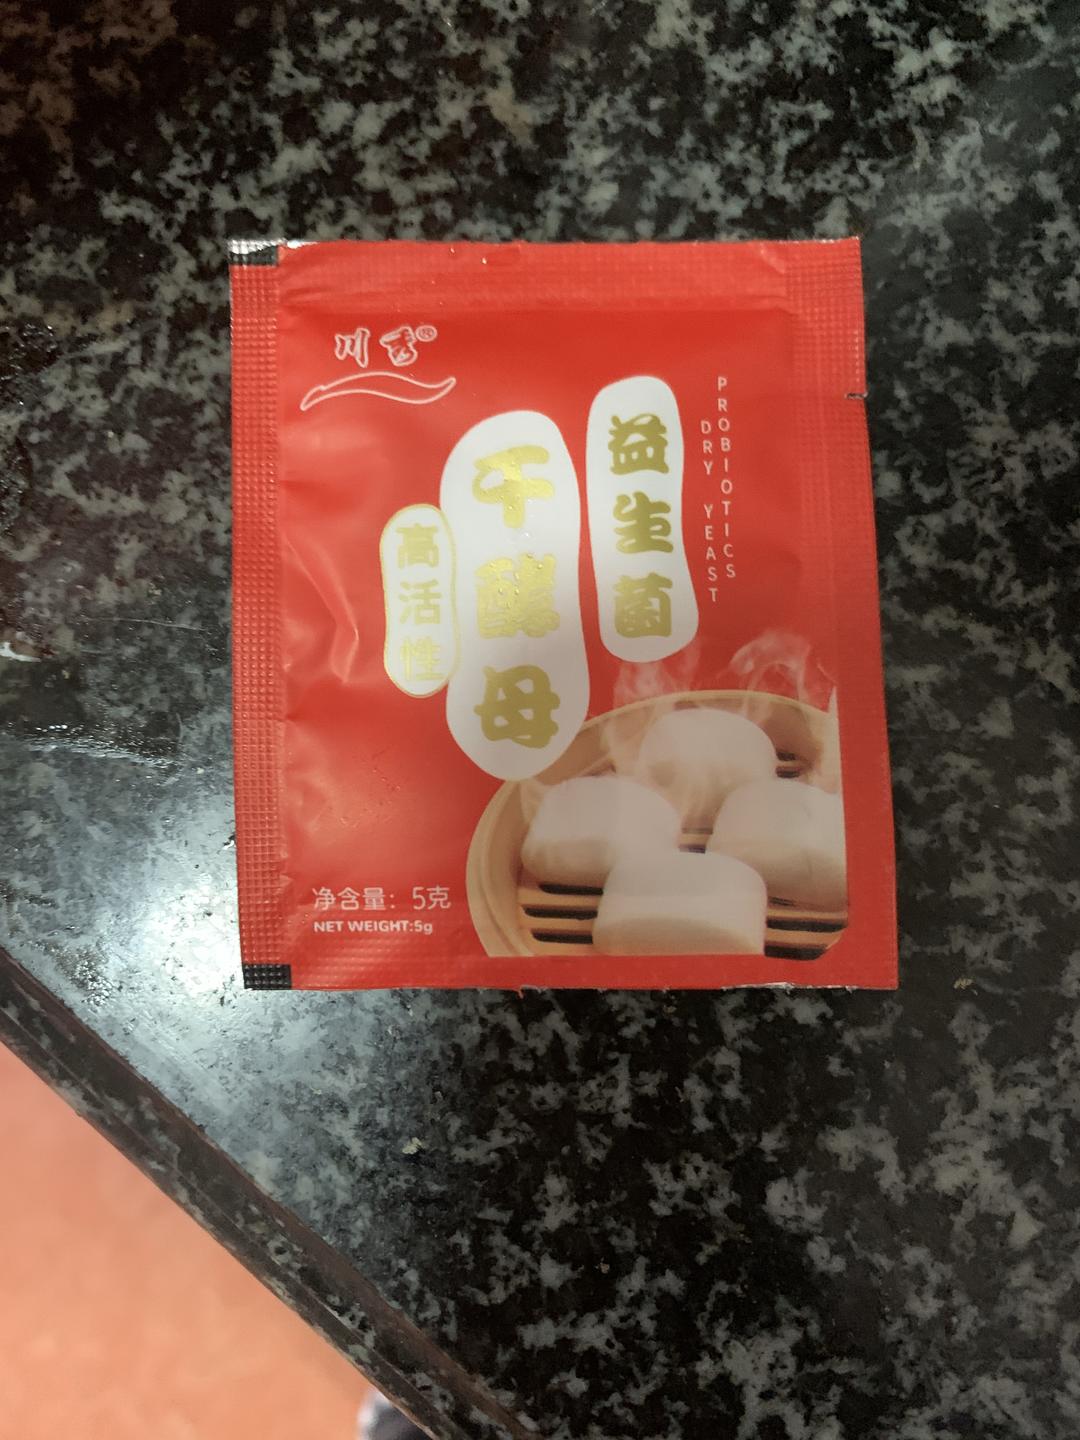 川秀®
益生菌
干酵母
高活性
PROBIOTICS
DRY YEAST
净含量：5克
NET WEIGHT:5g